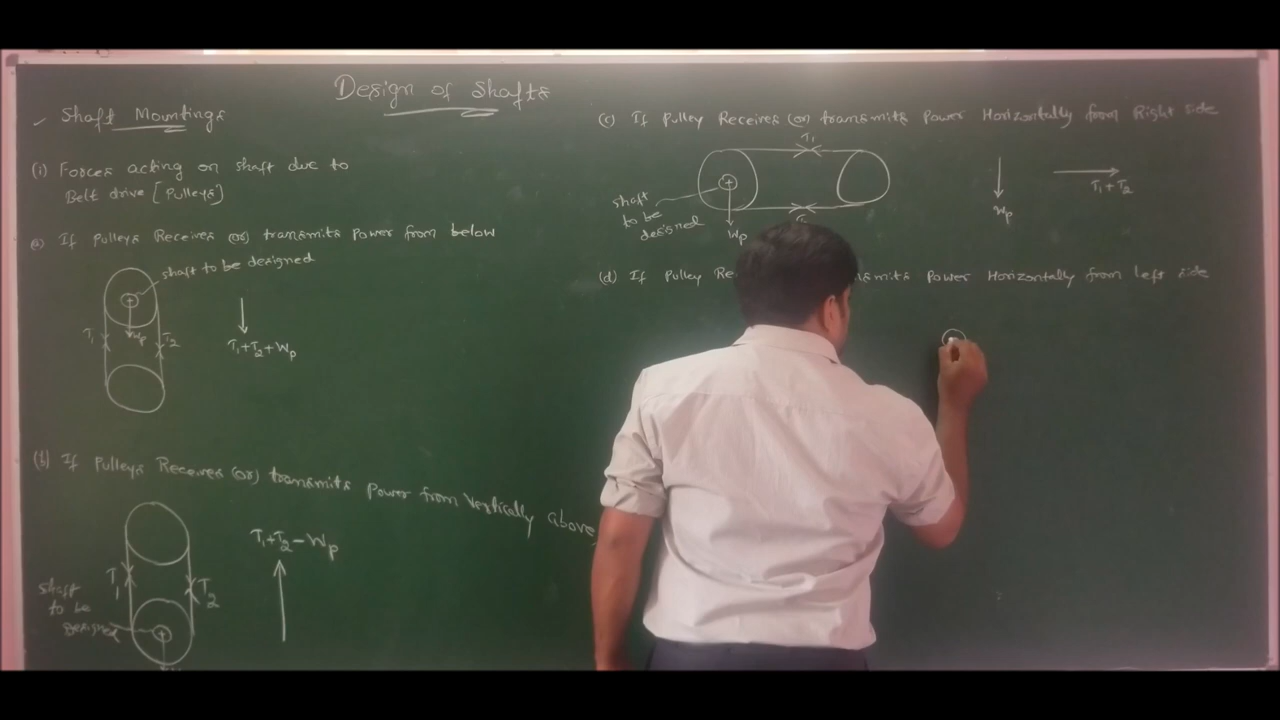 Design of Shafts
Shaft Mountings
(i) Forces acting on shaft due to
Belt drive [Pulleys]
a) If Pulleys Receives (or) transmits Power from below
shaft to be designed
T1 Wp T2
T1+T2+Wp
(b) If Pulleys Receives (or) transmits Power from Vertically above
T1+T2-Wp
T1 T2
shaft
to be
Designed
(c) If Pulley Receives (or) transmits Power Horizontally from Right side
T1
shaft
to be
designed
Wp
Wp
T1+T2
(d) If Pulley Power Horizontally from left side